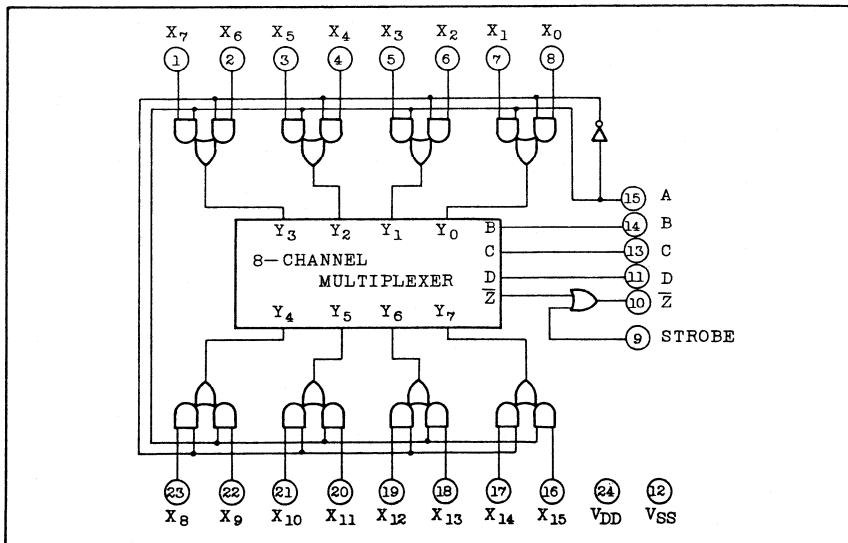 X7 X6 X5 X4 X3 X2 X1 X0
1 2 3 4 5 6 7 8
15 A
Y3 Y2 Y1 Y0 B 14 B
8-CHANNEL C 13 C
MULTIPLEXER D 11 D
Y4 Y5 Y6 Y7 Z̅ 10 Z̅
9 STROBE
23 22 21 20 19 18 17 16 24 12
X8 X9 X10 X11 X12 X13 X14 X15 VDD VSS